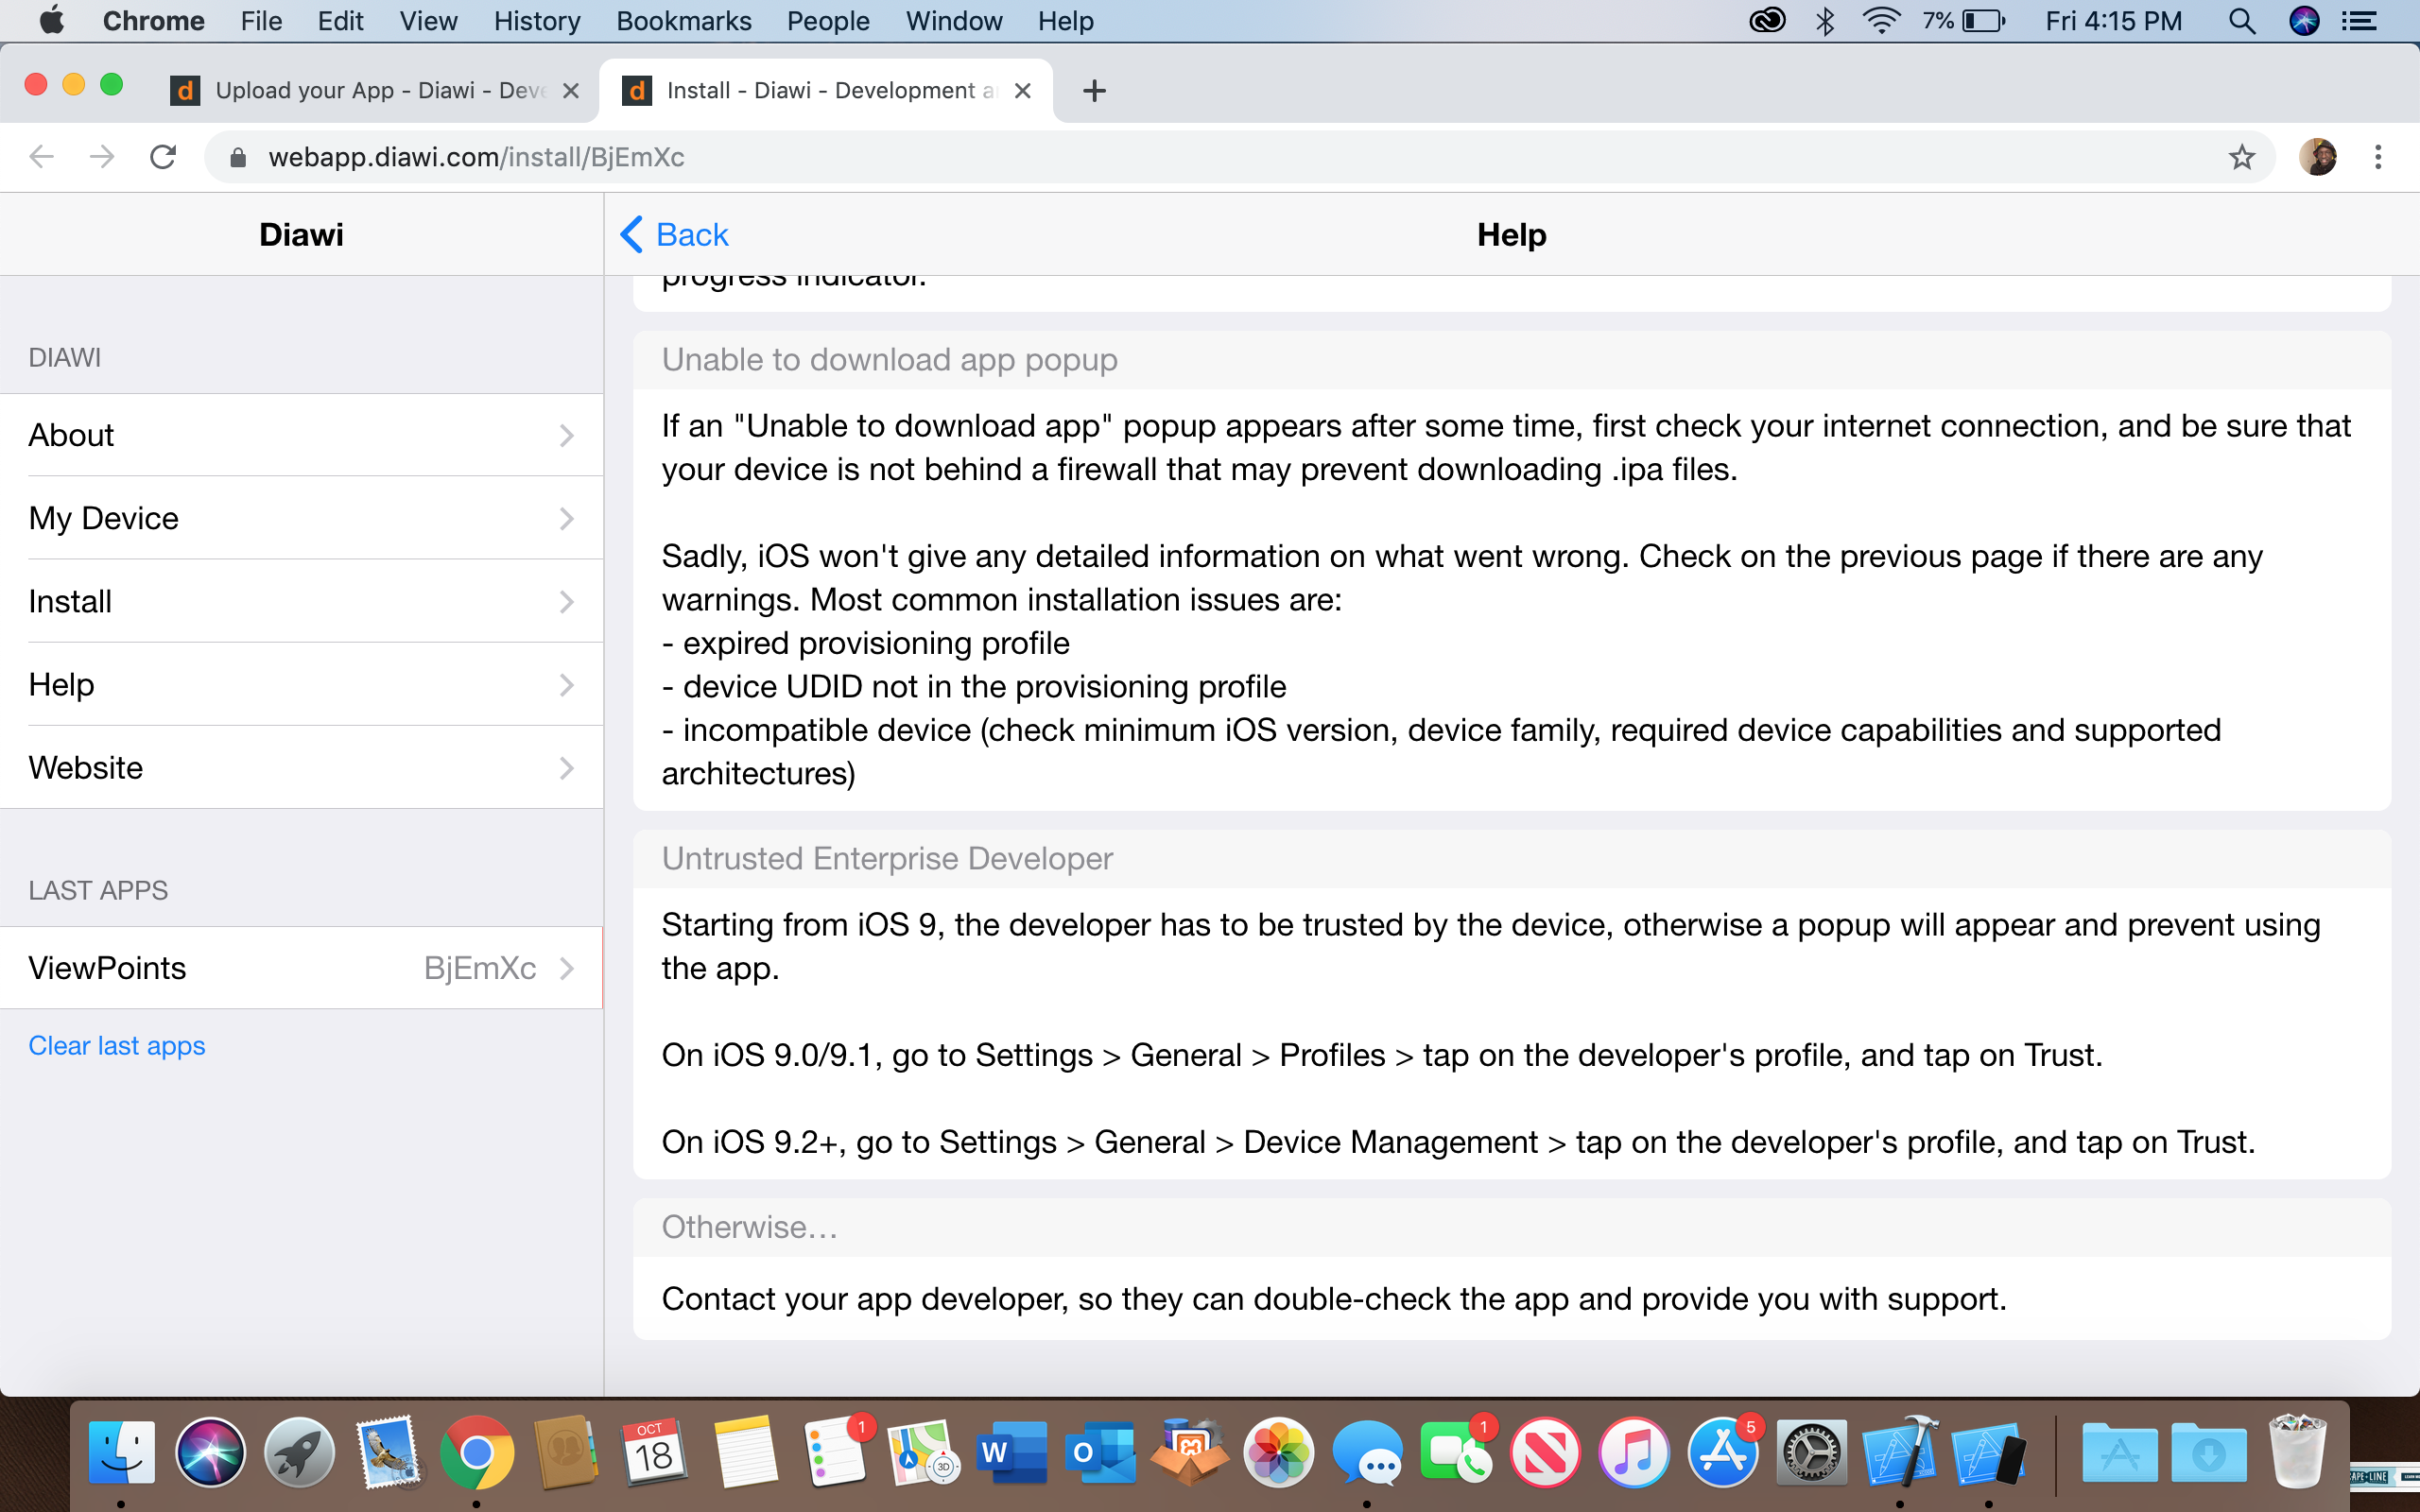 Chrome File Edit View History Bookmarks People Window Help 7% Fri 4:15 PM
Upload your App - Diawi - Deve
Install - Diawi - Development a
webapp.diawi.com/install/BjEmXc
Diawi
Back
Help
DIAWI
About
My Device
Install
Help
Website
LAST APPS
ViewPoints BjEmXc
Clear last apps
progress indicator.
Unable to download app popup
If an "Unable to download app" popup appears after some time, first check your internet connection, and be sure that
your device is not behind a firewall that may prevent downloading .ipa files.
Sadly, iOS won't give any detailed information on what went wrong. Check on the previous page if there are any
warnings. Most common installation issues are:
- expired provisioning profile
- device UDID not in the provisioning profile
- incompatible device (check minimum iOS version, device family, required device capabilities and supported
architectures)
Untrusted Enterprise Developer
Starting from iOS 9, the developer has to be trusted by the device, otherwise a popup will appear and prevent using
the app.
On iOS 9.0/9.1, go to Settings > General > Profiles > tap on the developer's profile, and tap on Trust.
On iOS 9.2+, go to Settings > General > Device Management > tap on the developer's profile, and tap on Trust.
Otherwise…
Contact your app developer, so they can double-check the app and provide you with support.
OCT
18
1
3D
W
O
1
5
APE-LINE